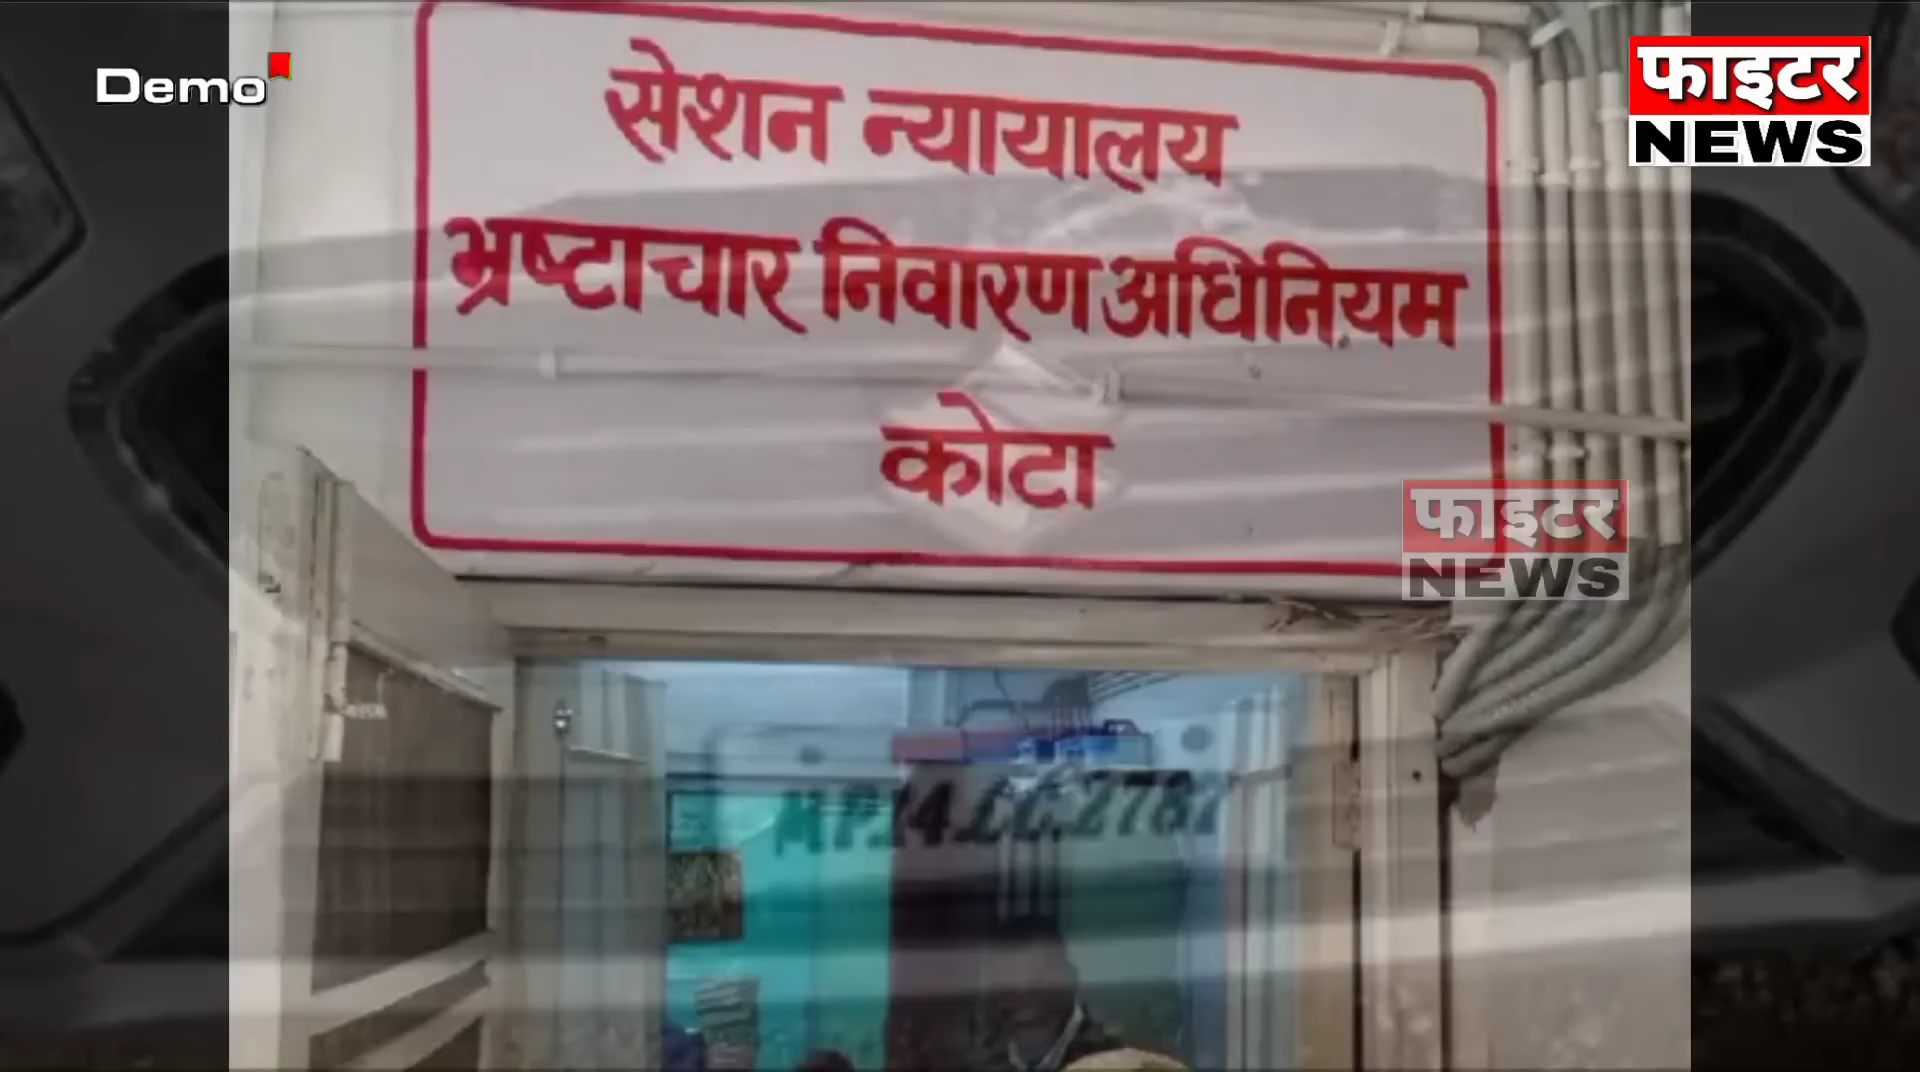 Demo
फाइटर
NEWS
सेशन न्यायालय
भ्रष्टाचार निवारण अधिनियम
कोटा
फाइटर
NEWS